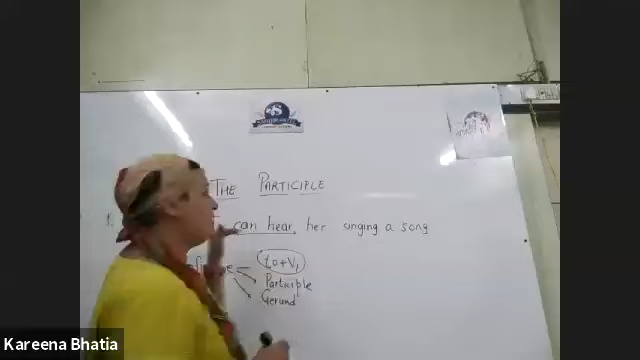 THE PARTICIPLE
can hear her singing a song
to+V1
Participle
Gerund
Kareena Bhatia